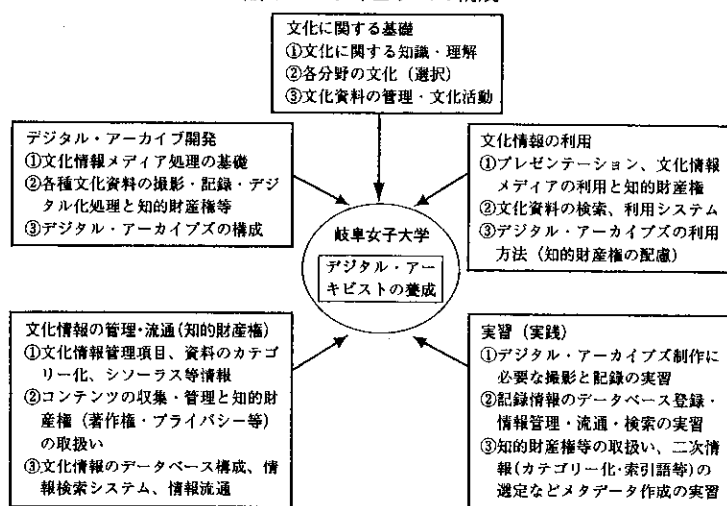 文化に関する基礎
①文化に関する知識・理解
②各分野の文化（選択）
③文化資料の管理・文化活動
デジタル・アーカイブ開発
①文化情報メディア処理の基礎
②各種文化資料の撮影・記録・デジ
タル化処理と知的財産権等
③デジタル・アーカイブズの構成
文化情報の利用
①プレゼンテーション、文化情報
メディアの利用と知的財産権
②文化資料の検索、利用システム
③デジタル・アーカイブズの利用
方法（知的財産権の配慮）
岐阜女子大学
デジタル・アー
キビストの養成
文化情報の管理・流通（知的財産権）
①文化情報管理項目、資料のカテゴ
リー化、シソーラス等情報
②コンテンツの収集・管理と知的財
産権（著作権・プライバシー等）
の取扱い
③文化情報のデータベース構成、情
報検索システム、情報流通
実習（実践）
①デジタル・アーカイブズ制作に
必要な撮影と記録の実習
②記録情報のデータベース登録・
情報管理・流通・検索の実習
③知的財産権等の取扱い、二次情
報（カテゴリー化・索引語等）の
選定などメタデータ作成の実習